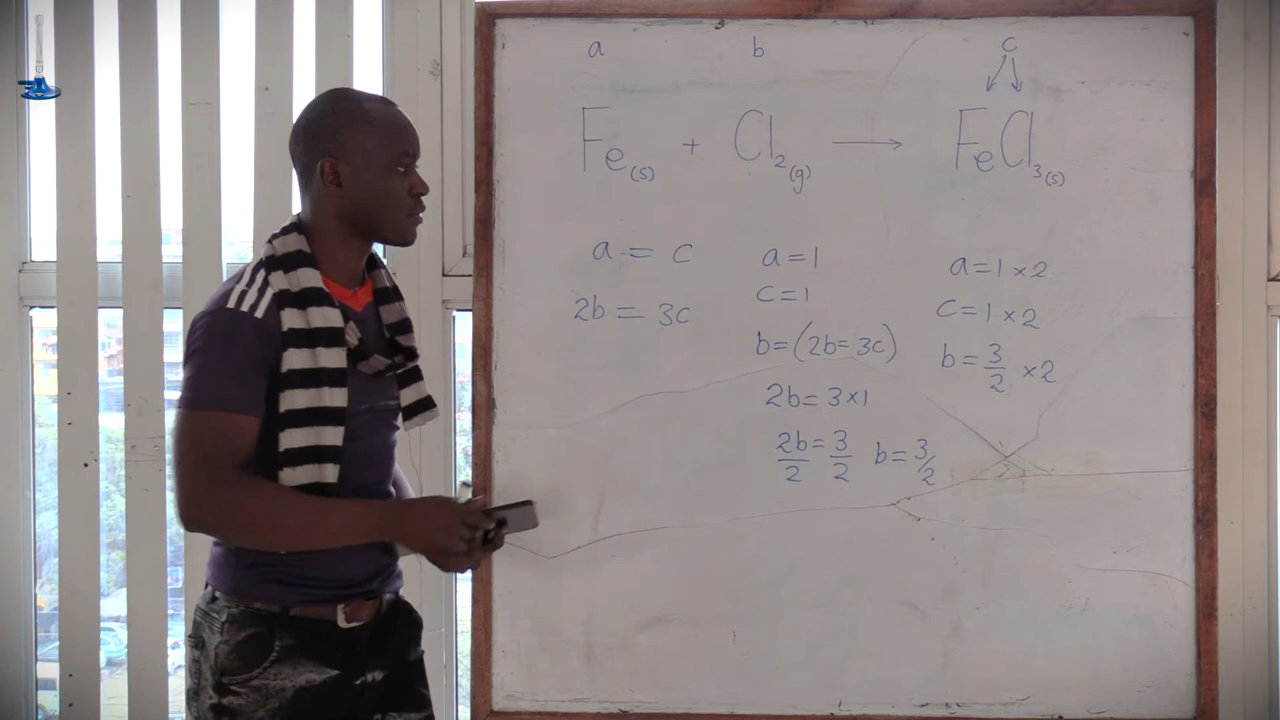 a b c
Fe(s) + Cl₂(g) → FeCl₃(s)
a = c
2b = 3c
a = 1
c = 1
b = (2b = 3c)
2b = 3×1
2b/2 = 3/2 b = 3/2
a = 1 × 2
c = 1 × 2
b = 3/2 × 2